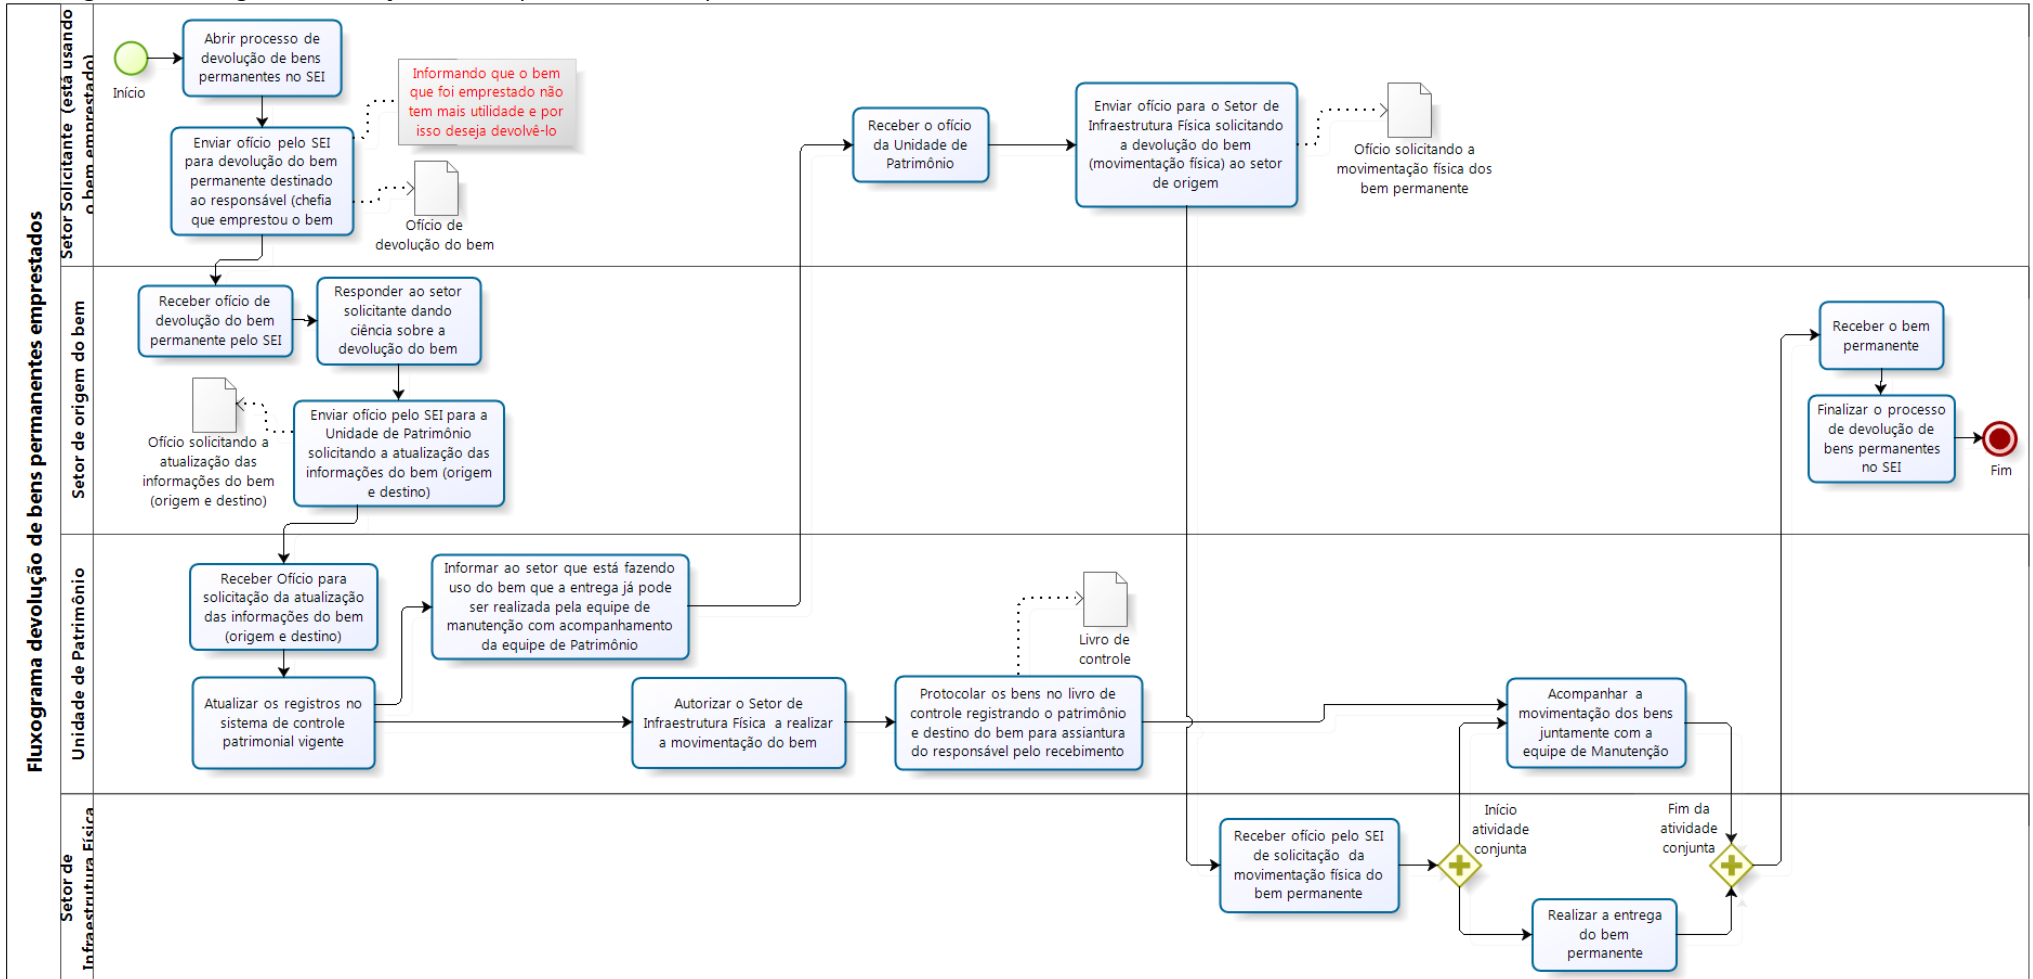 Fluxograma devolução de bens permanentes emprestados
Setor Solicitante (está usando
o bem emprestado)
Início
Abrir processo de
devolução de bens
permanentes no SEI
Enviar ofício pelo SEI
para devolução do bem
permanente destinado
ao responsável (chefia
que emprestou o bem
Informando que o bem
que foi emprestado não
tem mais utilidade e por
isso deseja devolvê-lo
Ofício de
devolução do bem
Receber o ofício
da Unidade de
Patrimônio
Enviar ofício para o Setor de
Infraestrutura Física solicitando
a devolução do bem
(movimentação física) ao setor
de origem
Ofício solicitando a
movimentação física dos
bem permanente
Setor de origem do bem
Receber ofício de
devolução do bem
permanente pelo SEI
Responder ao setor
solicitante dando
ciência sobre a
devolução do bem
Enviar ofício pelo SEI para a
Unidade de Patrimônio
solicitando a atualização das
informações do bem (origem
e destino)
Ofício solicitando a
atualização das
informações do bem
(origem e destino)
Receber o bem
permanente
Finalizar o processo
de devolução de
bens permanentes
no SEI
Fim
Unidade de Patrimônio
Receber Ofício para
solicitação da atualização
das informações do bem
(origem e destino)
Atualizar os registros no
sistema de controle
patrimonial vigente
Informar ao setor que está fazendo
uso do bem que a entrega já pode
ser realizada pela equipe de
manutenção com acompanhamento
da equipe de Patrimônio
Autorizar o Setor de
Infraestrutura Física a realizar
a movimentação do bem
Protocolar os bens no livro de
controle registrando o patrimônio
e destino do bem para assiantura
do responsável pelo recebimento
Livro de
controle
Acompanhar a
movimentação dos bens
juntamente com a
equipe de Manutenção
Setor de
Infraestrutura Física
Receber ofício pelo SEI
de solicitação da
movimentação física do
bem permanente
Início
atividade
conjunta
Fim da
atividade
conjunta
Realizar a entrega
do bem
permanente